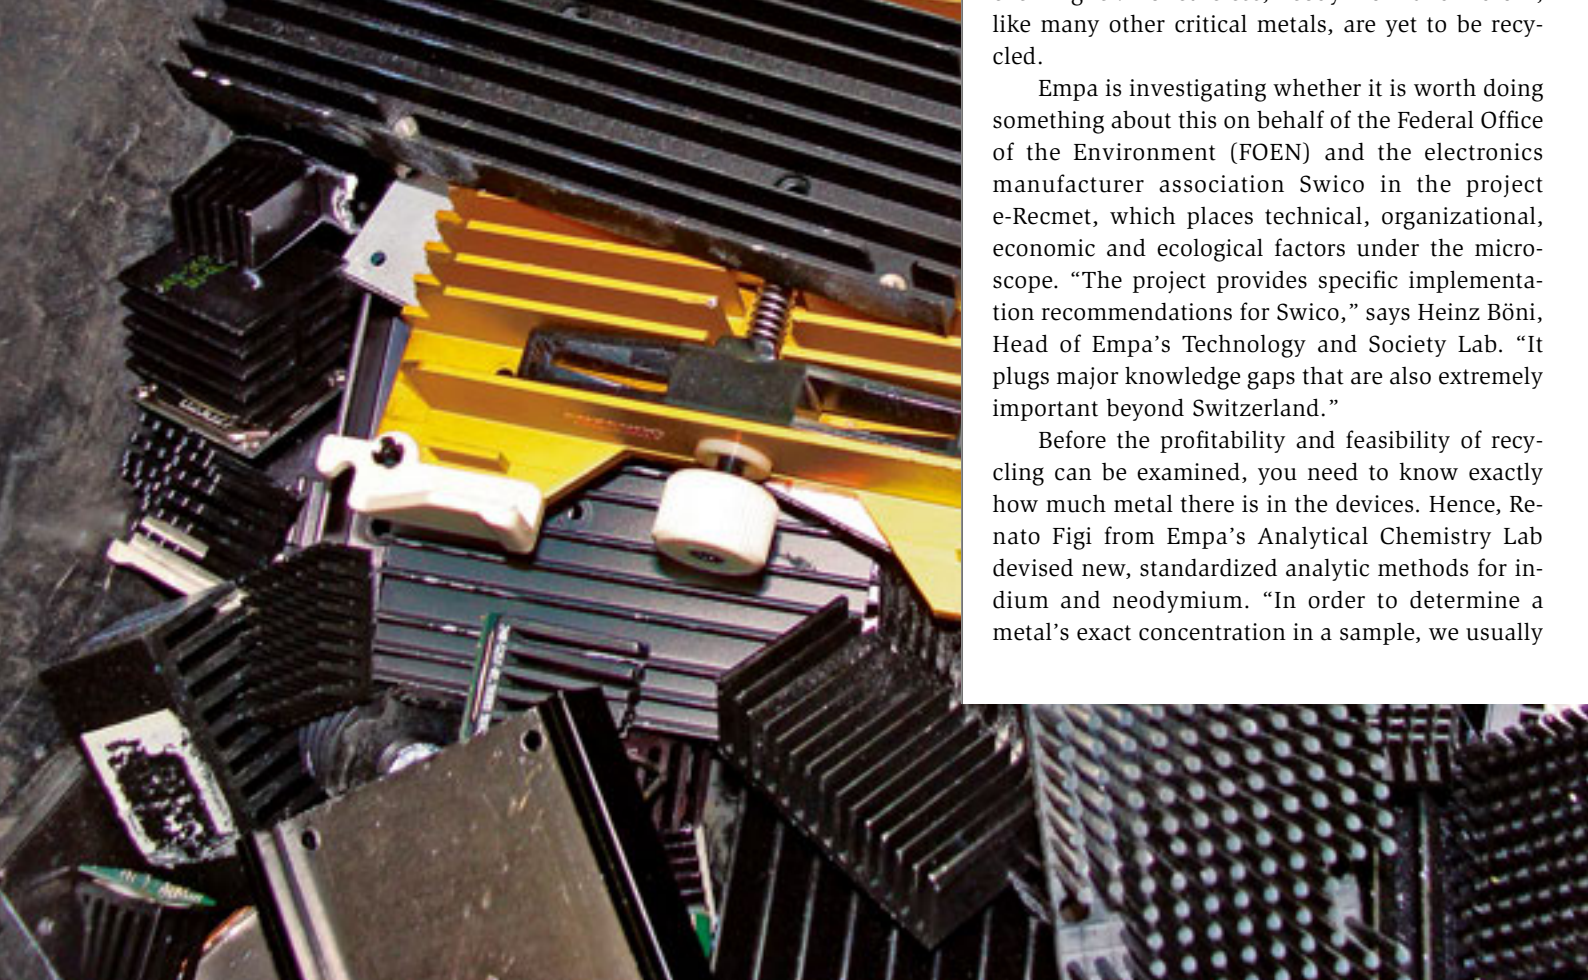 like many other critical metals, are yet to be recy-
cled.
Empa is investigating whether it is worth doing
something about this on behalf of the Federal Office
of the Environment (FOEN) and the electronics
manufacturer association Swico in the project
e-Recmet, which places technical, organizational,
economic and ecological factors under the micro-
scope. “The project provides specific implementa-
tion recommendations for Swico,” says Heinz Böni,
Head of Empa’s Technology and Society Lab. “It
plugs major knowledge gaps that are also extremely
important beyond Switzerland.”
Before the profitability and feasibility of recy-
cling can be examined, you need to know exactly
how much metal there is in the devices. Hence, Re-
nato Figi from Empa’s Analytical Chemistry Lab
devised new, standardized analytic methods for in-
dium and neodymium. “In order to determine a
metal’s exact concentration in a sample, we usually